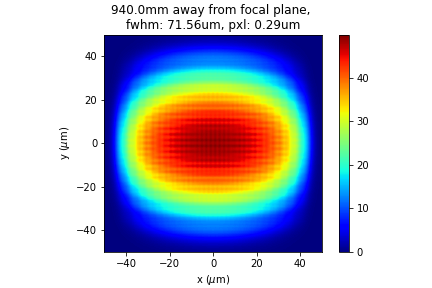 940.0mm away from focal plane,
fwhm: 71.56um, pxl: 0.29um
40
20
0
−20
−40
y (μm)
−40 −20 0 20 40
x (μm)
40
30
20
10
0